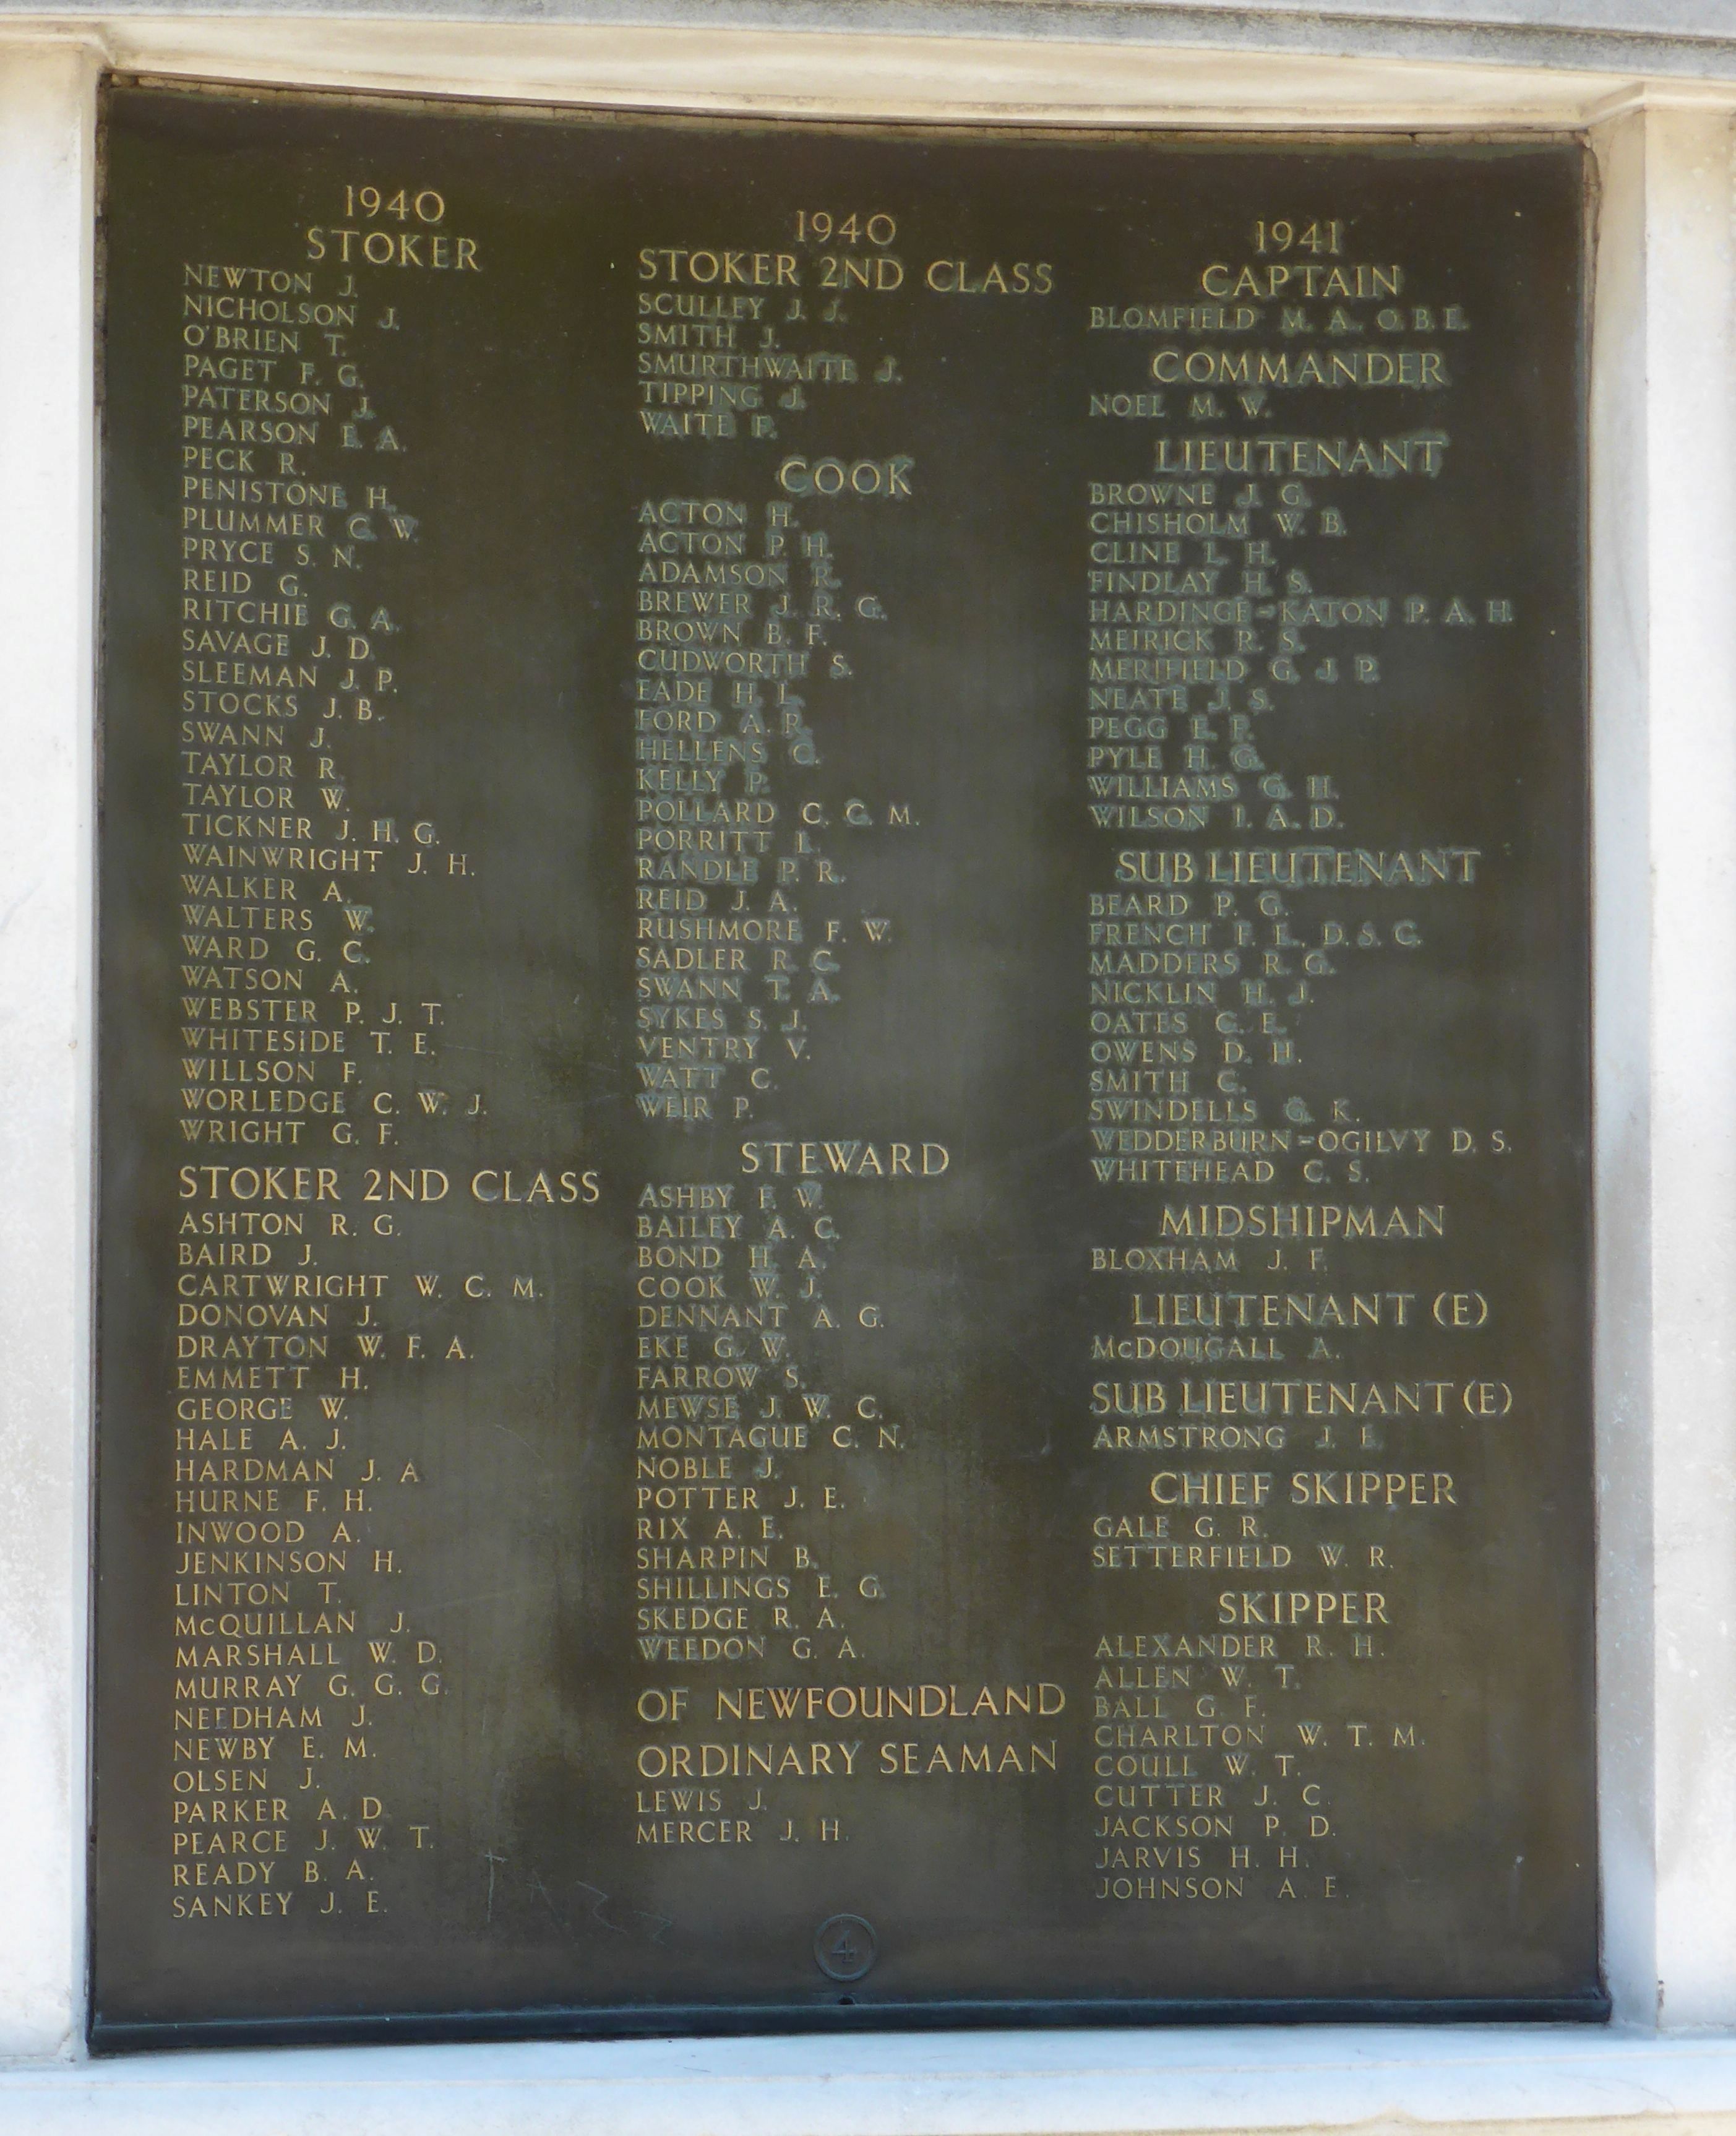 1940
STOKER
NEWTON J.
NICHOLSON J.
O'BRIEN T.
PAGET F. G.
PATERSON J.
PEARSON E. A.
PECK R.
PENISTONE H.
PLUMMER C. W.
PRYCE S. N.
REID G.
RITCHIE G. A.
SAVAGE J. D.
SLEEMAN J. P.
STOCKS J. B.
SWANN J.
TAYLOR R.
TAYLOR W.
TICKNER J. H. G.
WAINWRIGHT J. H.
WALKER A.
WALTERS W.
WARD G. C.
WATSON A.
WEBSTER P. J. T.
WHITESIDE T. E.
WILLSON F.
WORLEDGE C. W. J.
WRIGHT G. F.
STOKER 2ND CLASS
ASHTON R. G.
BAIRD J.
CARTWRIGHT W. C. M.
DONOVAN J.
DRAYTON W. F. A.
EMMETT H.
GEORGE W.
HALE A. J.
HARDMAN J. A
HURNE F. H.
INWOOD A.
JENKINSON H.
LINTON T.
McQUILLAN J.
MARSHALL W. D.
MURRAY G. G. G.
NEEDHAM J.
NEWBY E. M.
OLSEN J.
PARKER A. D
PEARCE J. W. T.
READY B. A.
SANKEY J. E.
1940
STOKER 2ND CLASS
SCULLEY J. J.
SMITH J.
SMURTHWAITE J.
TIPPING J.
WAITE F.
COOK
ACTON H.
ACTON P. H.
ADAMSON R.
BREWER J. R. G.
BROWN B. F.
CUDWORTH S.
EADE H. L.
FORD A. R.
HELLENS C.
KELLY P.
POLLARD C. C. M.
PORRITT L.
RANDLE P. R.
REID J. A.
RUSHMORE F. W.
SADLER R. C.
SWANN T. A.
SYKES S. J.
VENTRY V.
WATT C.
WEIR P.
STEWARD
ASHBY F. W.
BAILEY A. C.
BOND H. A.
COOK W. J.
DENNANT A. G.
EKE G. W.
FARROW S.
MEWSE J. W. C.
MONTAGUE C. N.
NOBLE J.
POTTER J. E.
RIX A. E.
SHARPIN B.
SHILLINGS E. G.
SKEDGE R. A.
WEEDON G. A.
OF NEWFOUNDLAND
ORDINARY SEAMAN
LEWIS J.
MERCER J. H.
1941
CAPTAIN
BLOMFIELD M. A. O. B. E.
COMMANDER
NOEL M. W.
LIEUTENANT
BROWNE J. G.
CHISHOLM W. B.
CLINE L. H.
FINDLAY H. S.
HARDINGE=KATON P. A. H.
MEIRICK R. S.
MERIFIELD G. J. P.
NEATE J. S.
PEGG E. F.
PYLE H. G.
WILLIAMS G. H.
WILSON I. A. D.
SUB LIEUTENANT
BEARD P. G.
FRENCH F. L., D. S. C.
MADDERS R. G.
NICKLIN H. J.
OATES C. E.
OWENS D. H.
SMITH C.
SWINDELLS G. K.
WEDDERBURN=OGILVY D. S.
WHITEHEAD C. S.
MIDSHIPMAN
BLOXHAM J. F.
LIEUTENANT (E)
McDOUGALL A.
SUB LIEUTENANT (E)
ARMSTRONG J. E.
CHIEF SKIPPER
GALE G. R.
SETTERFIELD W. R.
SKIPPER
ALEXANDER R. H.
ALLEN W. T.
BALL G. F.
CHARLTON W. T. M.
COULL W. T.
CUTTER J. C.
JACKSON P. D.
JARVIS H. H.
JOHNSON A. E.
4